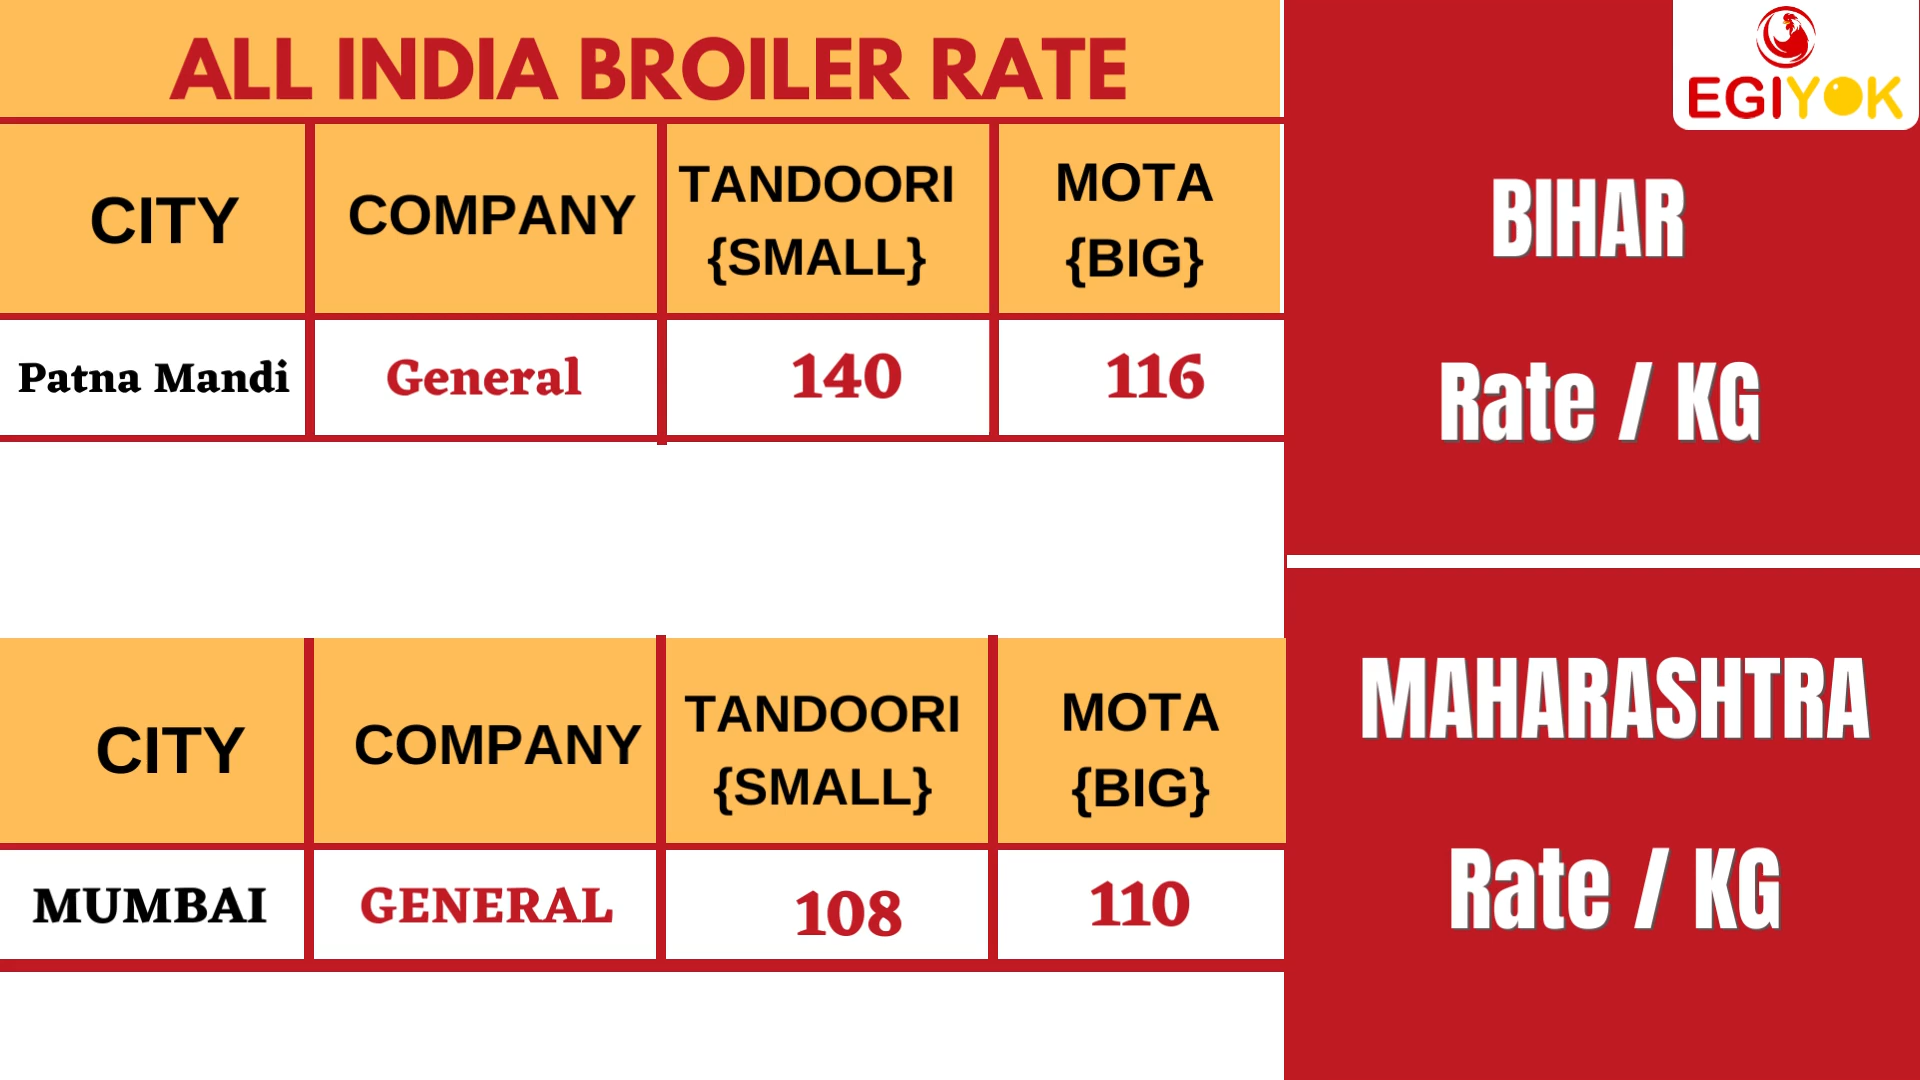 ALL INDIA BROILER RATE
EGIYOK
CITY COMPANY TANDOORI {SMALL} MOTA {BIG}
Patna Mandi General 140 116
BIHAR
Rate / KG
CITY COMPANY TANDOORI {SMALL} MOTA {BIG}
MUMBAI GENERAL 108 110
MAHARASHTRA
Rate / KG